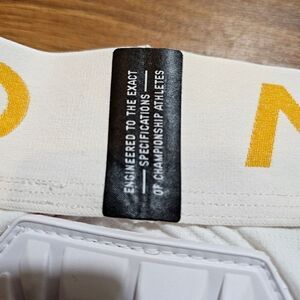 ENGINEERED TO THE EXACT
SPECIFICATIONS
OF CHAMPIONSHIP ATHLETES